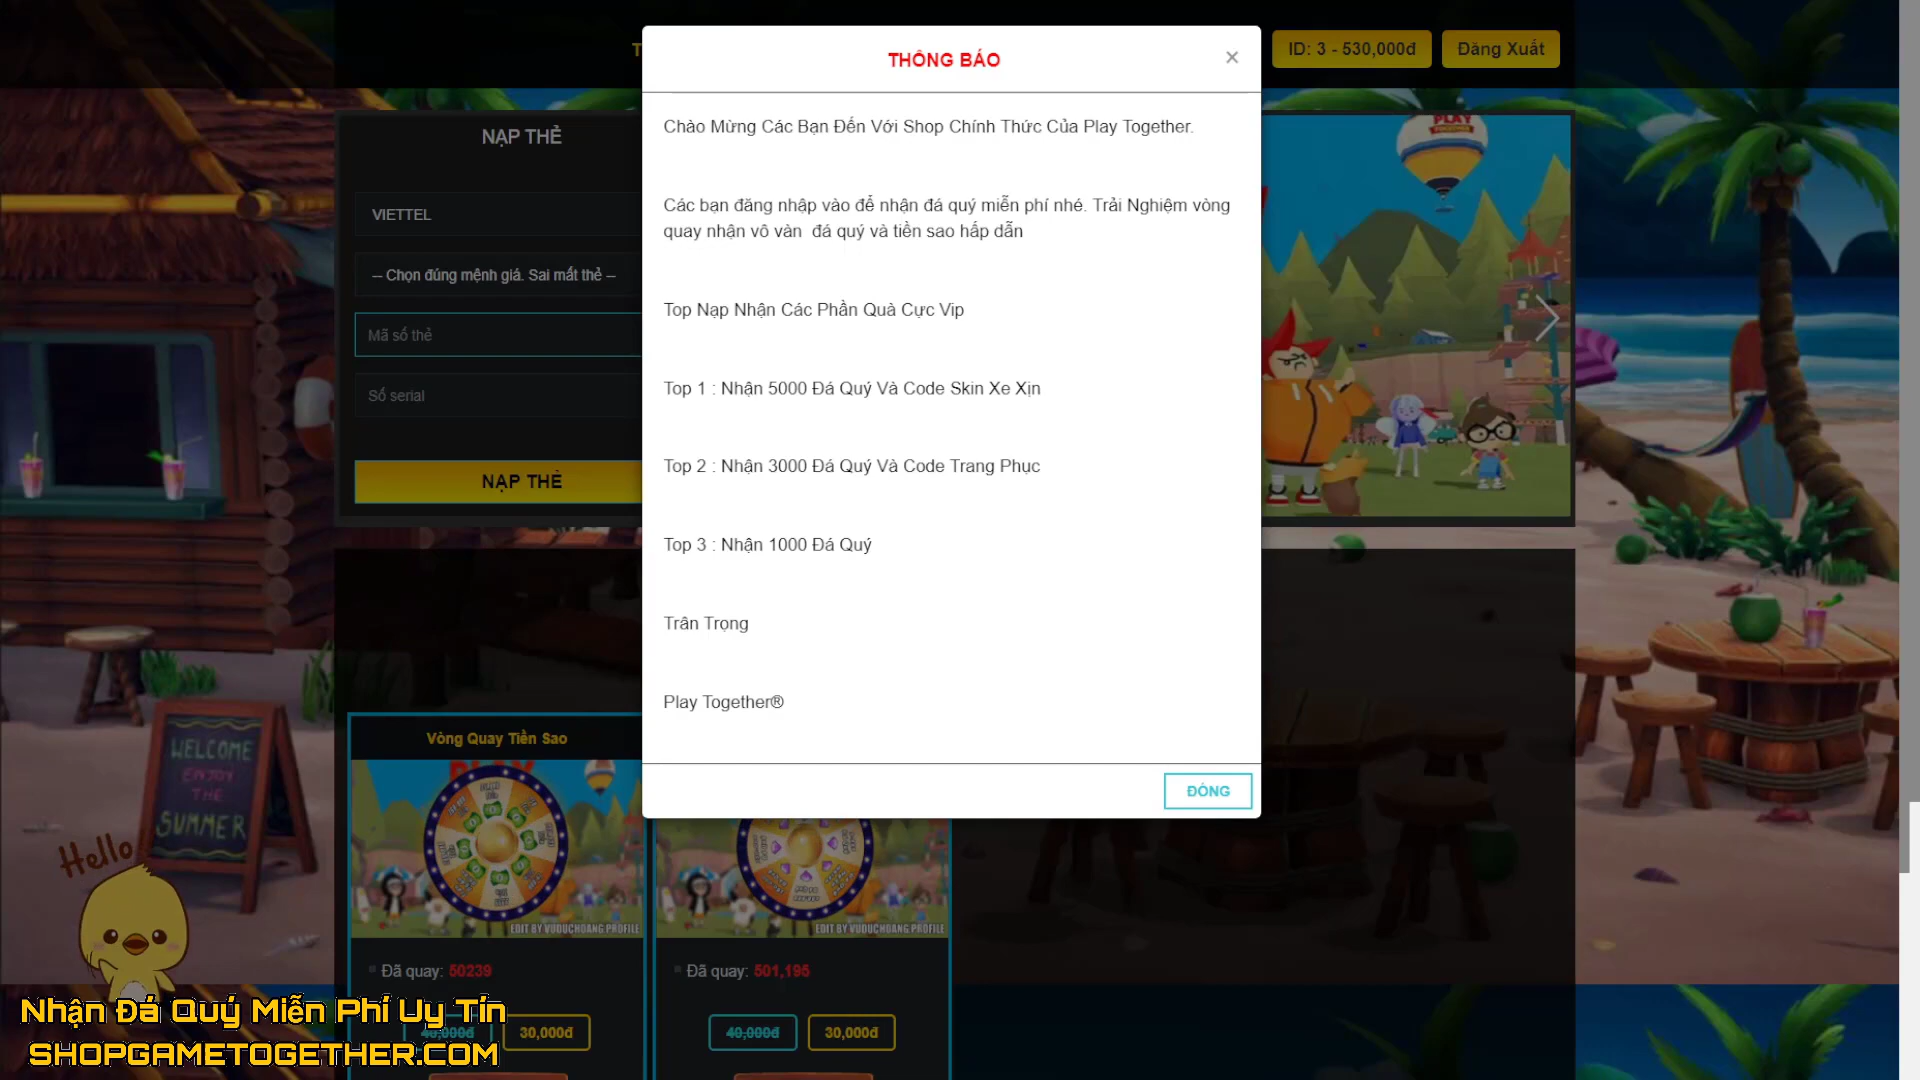 THÔNG BÁO
×
ID: 3 - 530,000đ
Đăng Xuất
Chào Mừng Các Bạn Đến Với Shop Chính Thức Của Play Together.
Các bạn đăng nhập vào để nhận đá quý miễn phí nhé. Trải Nghiệm vòng
quay nhận vô vàn đá quý và tiền sao hấp dẫn
Top Nạp Nhận Các Phần Quà Cực Vip
Top 1 : Nhận 5000 Đá Quý Và Code Skin Xe Xịn
Top 2 : Nhận 3000 Đá Quý Và Code Trang Phục
Top 3 : Nhận 1000 Đá Quý
Trân Trọng
Play Together®
ĐÓNG
NẠP THẺ
VIETTEL
-- Chọn đúng mệnh giá. Sai mất thẻ --
Mã số thẻ
Số serial
NẠP THẺ
PLAY
TOGETHER
WELCOME
ENJOY
THE
SUMMER
Hello
Vòng Quay Tiền Sao
EDIT BY VUDUCHOANG PROFILE
EDIT BY VUDUCHOANG PROFILE
Đã quay: 50239
Đã quay: 501,195
40,000đ
30,000đ
40,000đ
30,000đ
Nhận Đá Quý Miễn Phí Uy Tín
SHOPGAMETOGETHER.COM